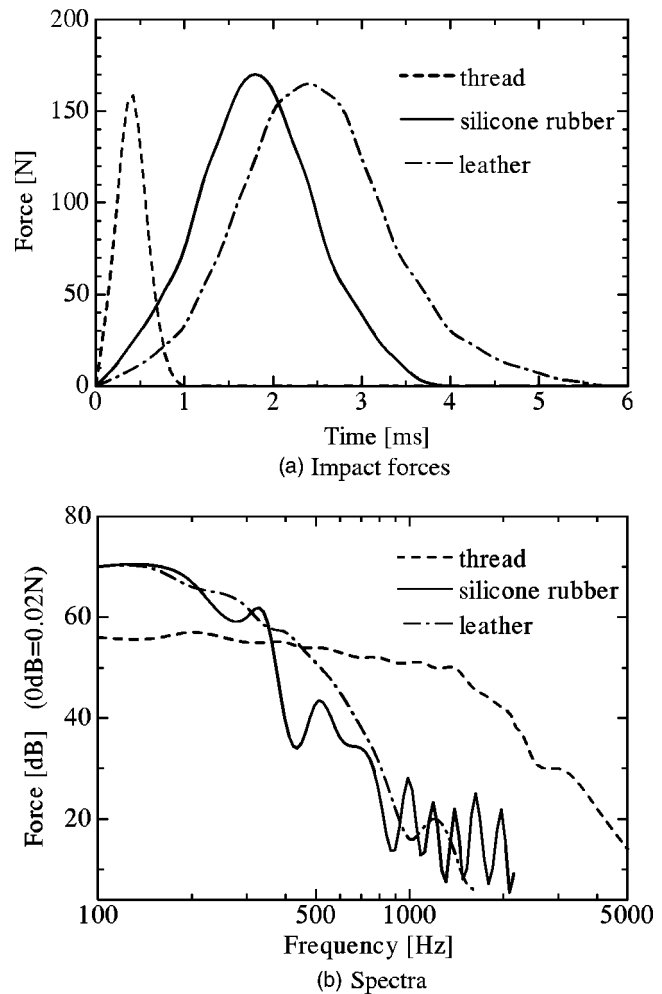 200
150
100
50
0
Force [N]
thread
silicone rubber
leather
0 1 2 3 4 5 6
Time [ms]
(a) Impact forces
80
60
40
20
Force [dB] (0dB=0.02N)
thread
silicone rubber
leather
100 500 1000 5000
Frequency [Hz]
(b) Spectra